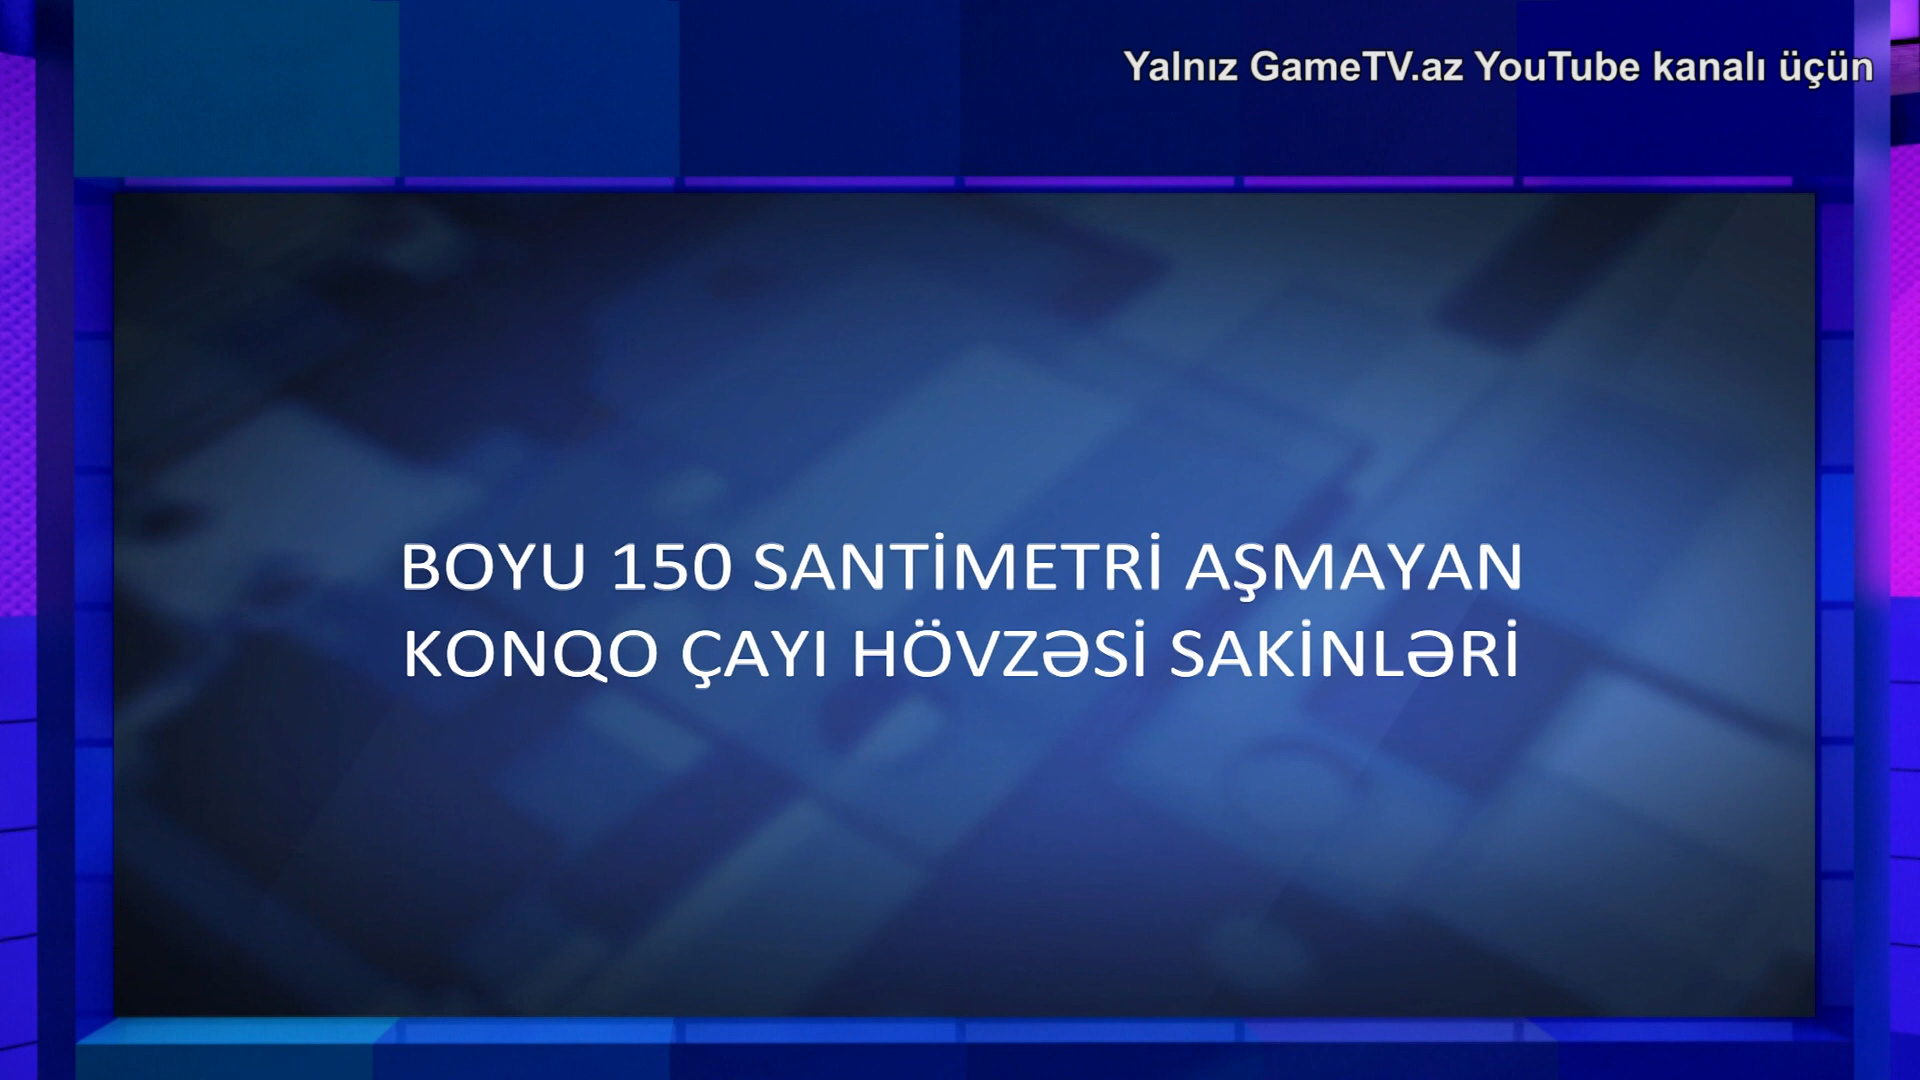 Yalnız GameTV.az YouTube kanalı üçün
BOYU 150 SANTİMETRİ AŞMAYAN
KONQO ÇAYI HÖVZƏSİ SAKİNLƏRİ